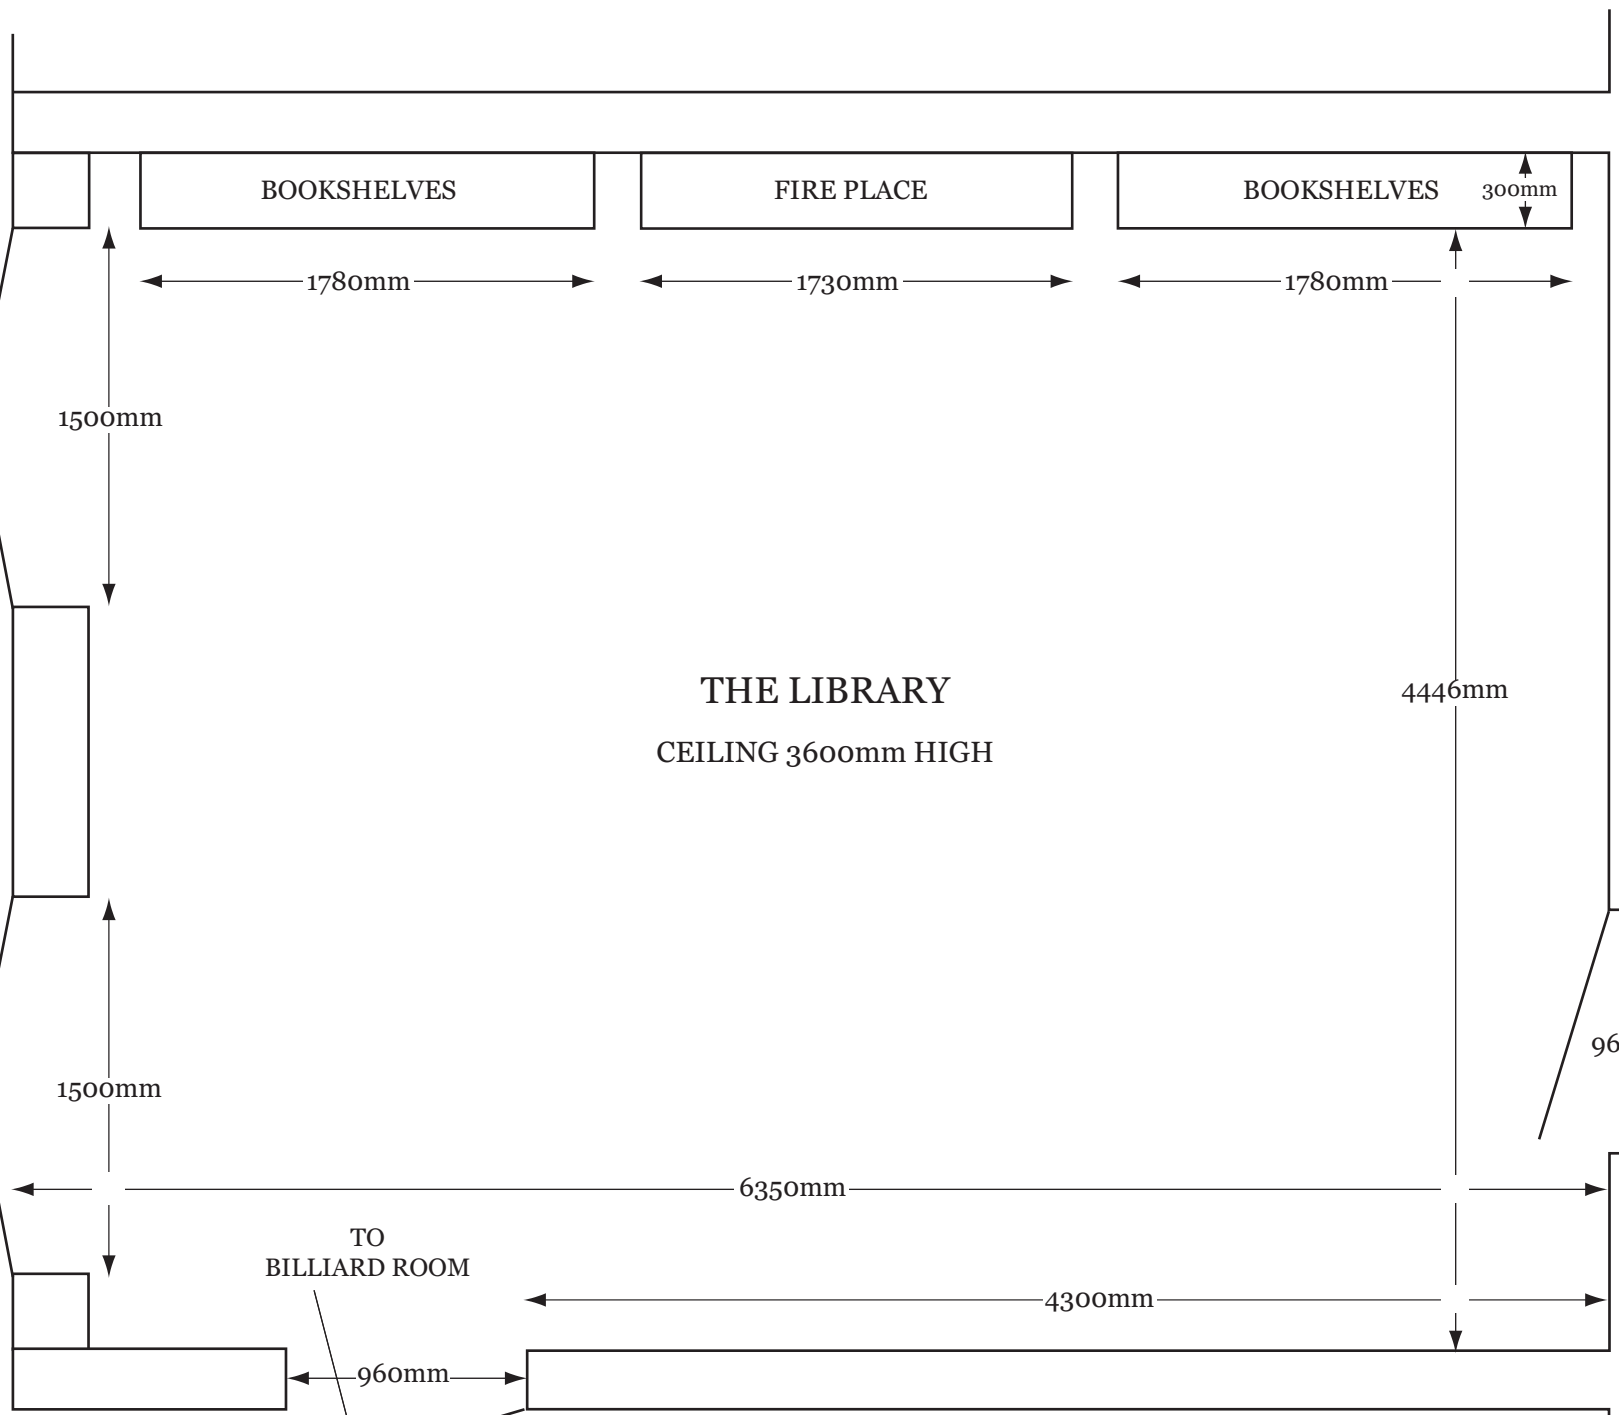 BOOKSHELVES
FIRE PLACE
BOOKSHELVES
300mm
1780mm
1730mm
1780mm
1500mm
THE LIBRARY
4446mm
CEILING 3600mm HIGH
96
1500mm
6350mm
TO
BILLIARD ROOM
4300mm
960mm